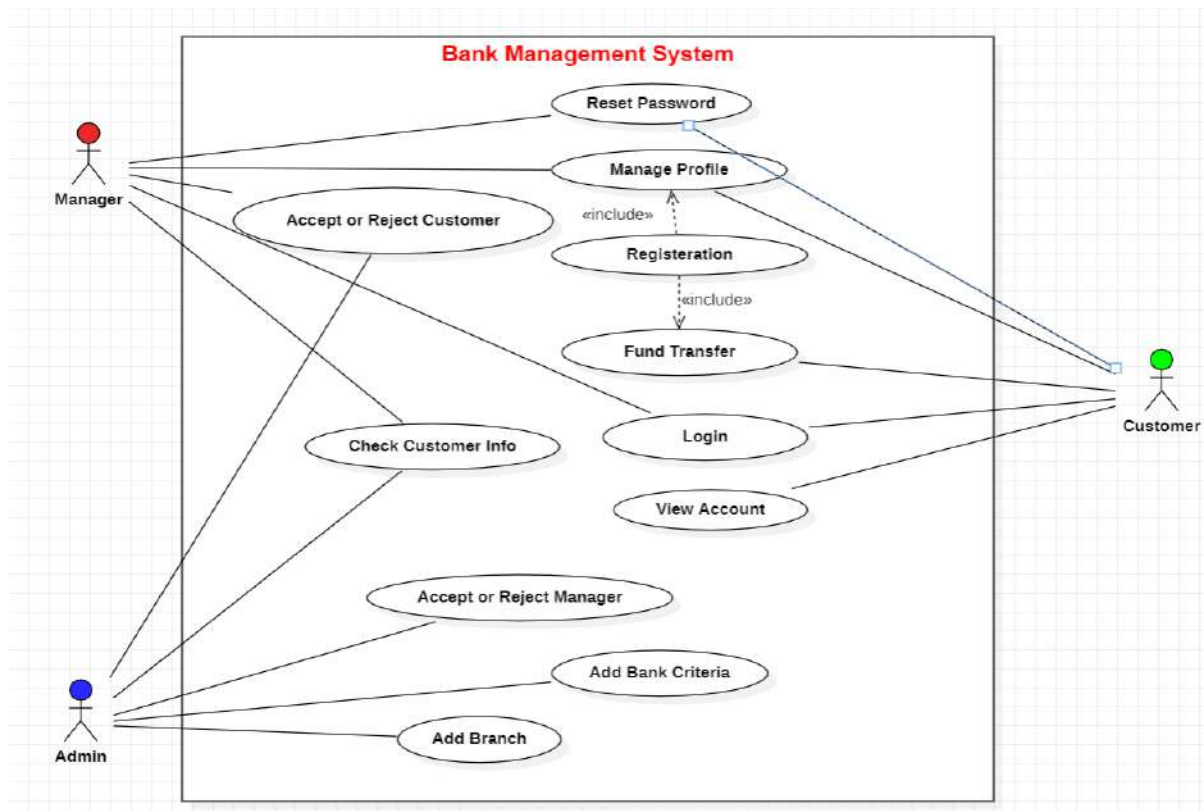 Bank Management System
Reset Password
Manage Profile
Manager
Accept or Reject Customer
«include»
Registeration
«include»
Fund Transfer
Customer
Login
Check Customer Info
View Account
Accept or Reject Manager
Add Bank Criteria
Add Branch
Admin